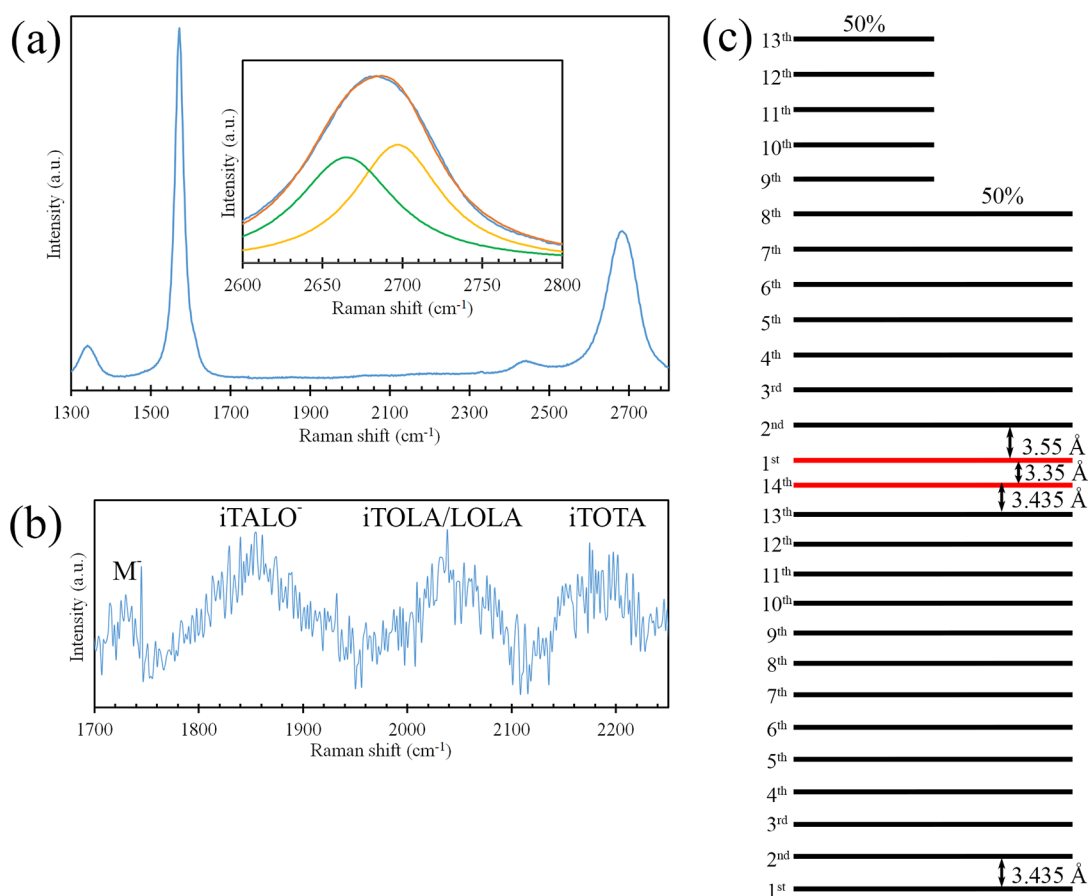 (a)
Intensity (a.u.)
1300 1500 1700 1900 2100 2300 2500 2700
Raman shift (cm-1)
Intensity (a.u.)
2600 2650 2700 2750 2800
Raman shift (cm-1)
(b)
Intensity (a.u.)
M-
iTALO-
iTOLA/LOLA
iTOTA
1700 1800 1900 2000 2100 2200
Raman shift (cm-1)
(c)
50%
13th
12th
11th
10th
9th
50%
8th
7th
6th
5th
4th
3rd
2nd
3.55 Å
1st
3.35 Å
14th
3.435 Å
13th
12th
11th
10th
9th
8th
7th
6th
5th
4th
3rd
2nd
3.435 Å
1st